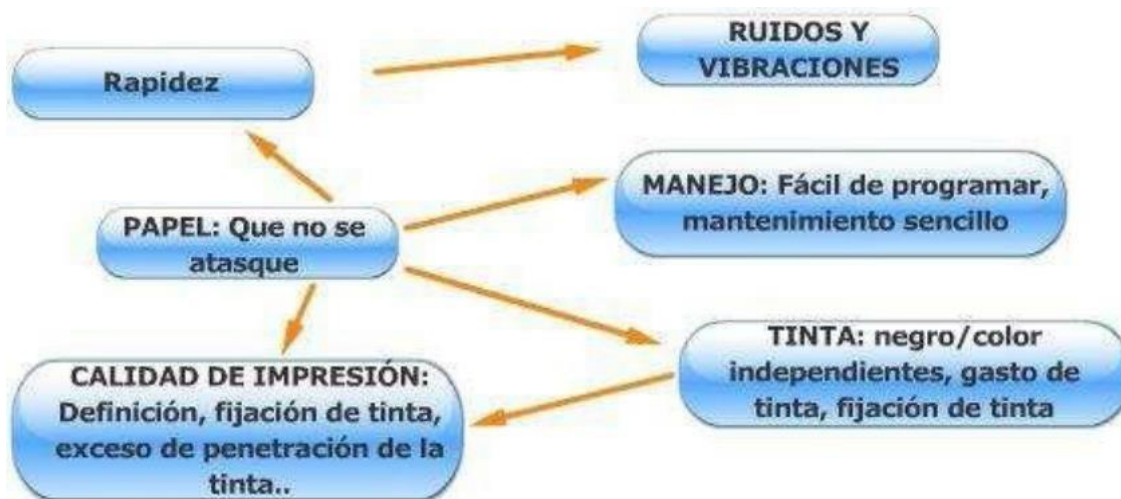 RUIDOS Y
VIBRACIONES
Rapidez
MANEJO: Fácil de programar,
mantenimiento sencillo
PAPEL: Que no se
atasque
TINTA: negro/color
independientes, gasto de
tinta, fijación de tinta
CALIDAD DE IMPRESIÓN:
Definición, fijación de tinta,
exceso de penetración de la
tinta..